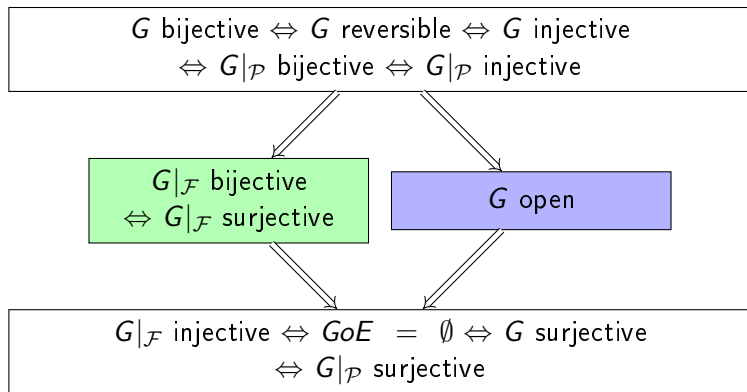 G bijective ⇔ G reversible ⇔ G injective
⇔ G|𝒫 bijective ⇔ G|𝒫 injective
G|ℱ bijective
⇔ G|ℱ surjective
G open
G|ℱ injective ⇔ GoE = ∅ ⇔ G surjective
⇔ G|𝒫 surjective